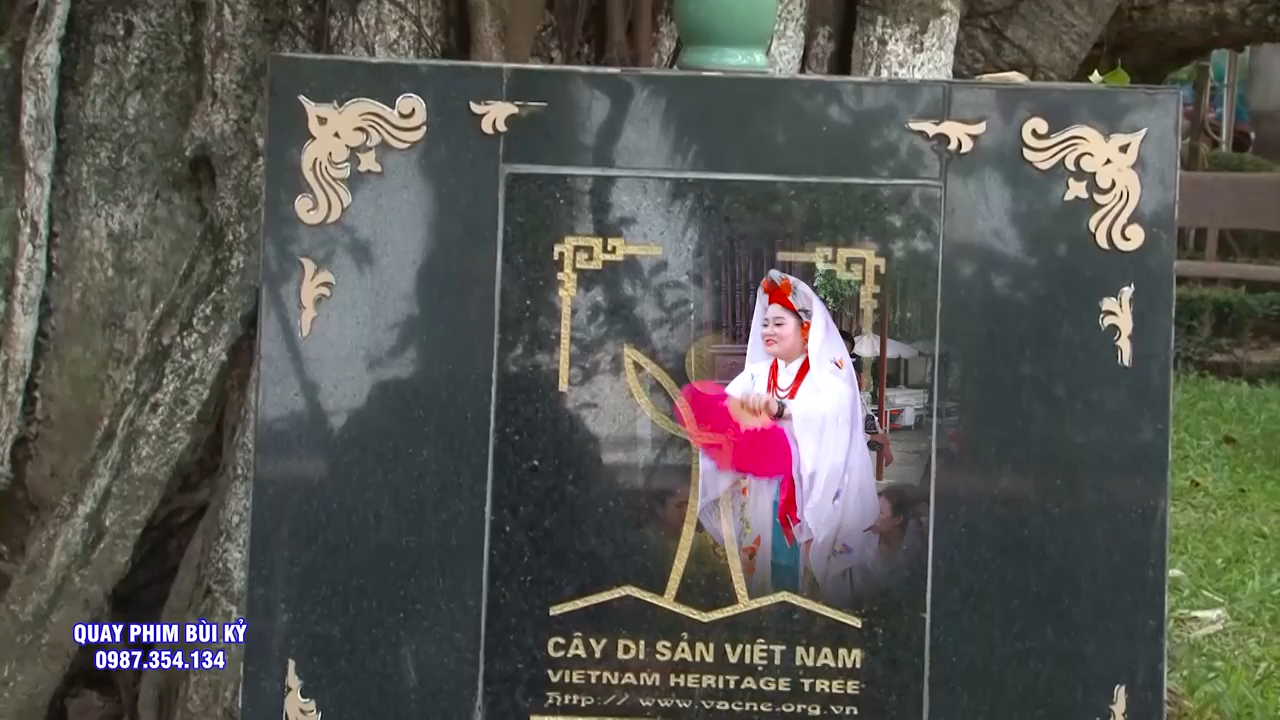 CÂY DI SẢN VIỆT NAM
VIETNAM HERITAGE TREE
http:// www.vacne.org.vn
QUAY PHIM BÙI KỶ
0987.354.134